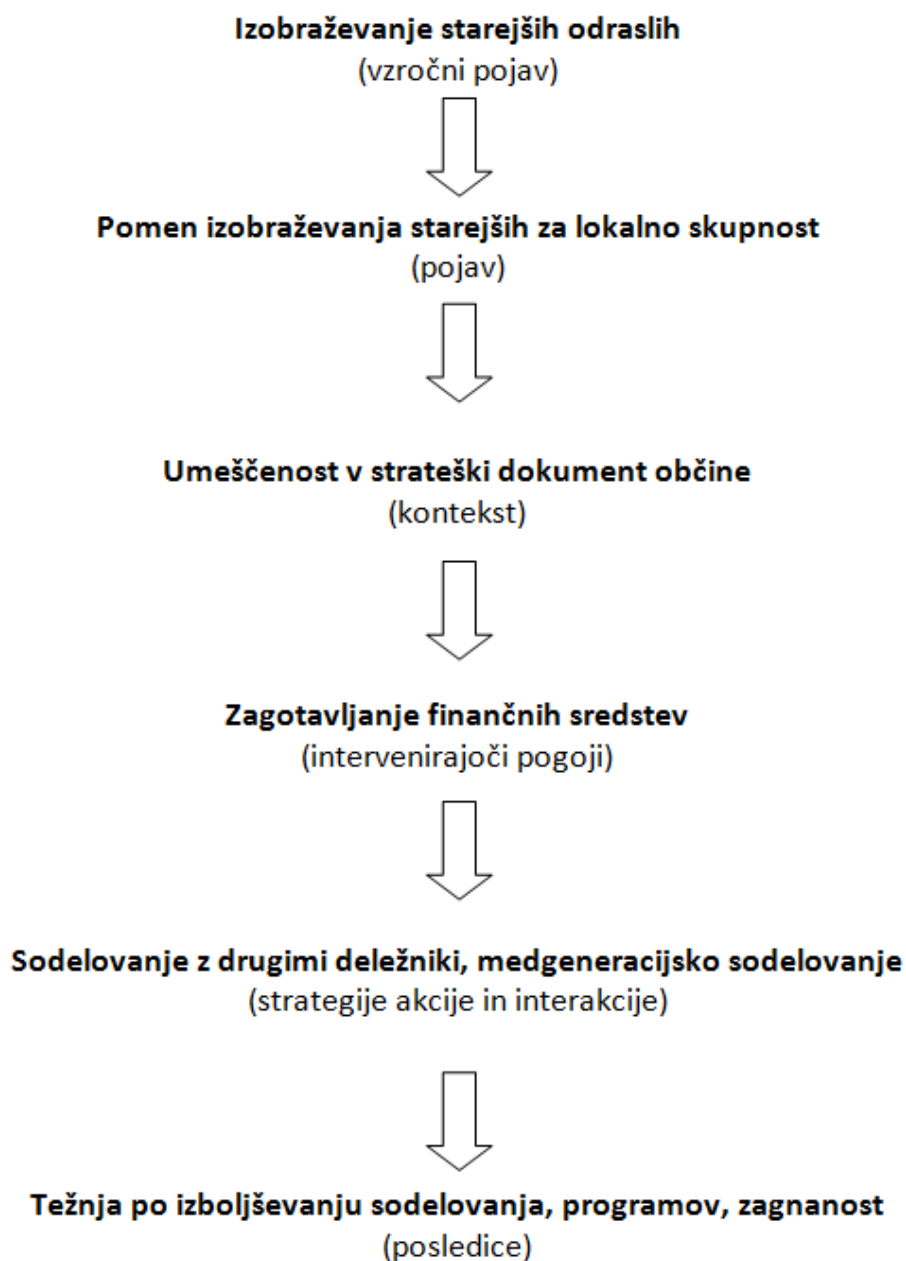 Izobraževanje starejših odraslih
(vzročni pojav)
Pomen izobraževanja starejših za lokalno skupnost
(pojav)
Umeščenost v strateški dokument občine
(kontekst)
Zagotavljanje finančnih sredstev
(intervenirajoči pogoji)
Sodelovanje z drugimi deležniki, medgeneracijsko sodelovanje
(strategije akcije in interakcije)
Težnja po izboljševanju sodelovanja, programov, zagnanost
(posledice)